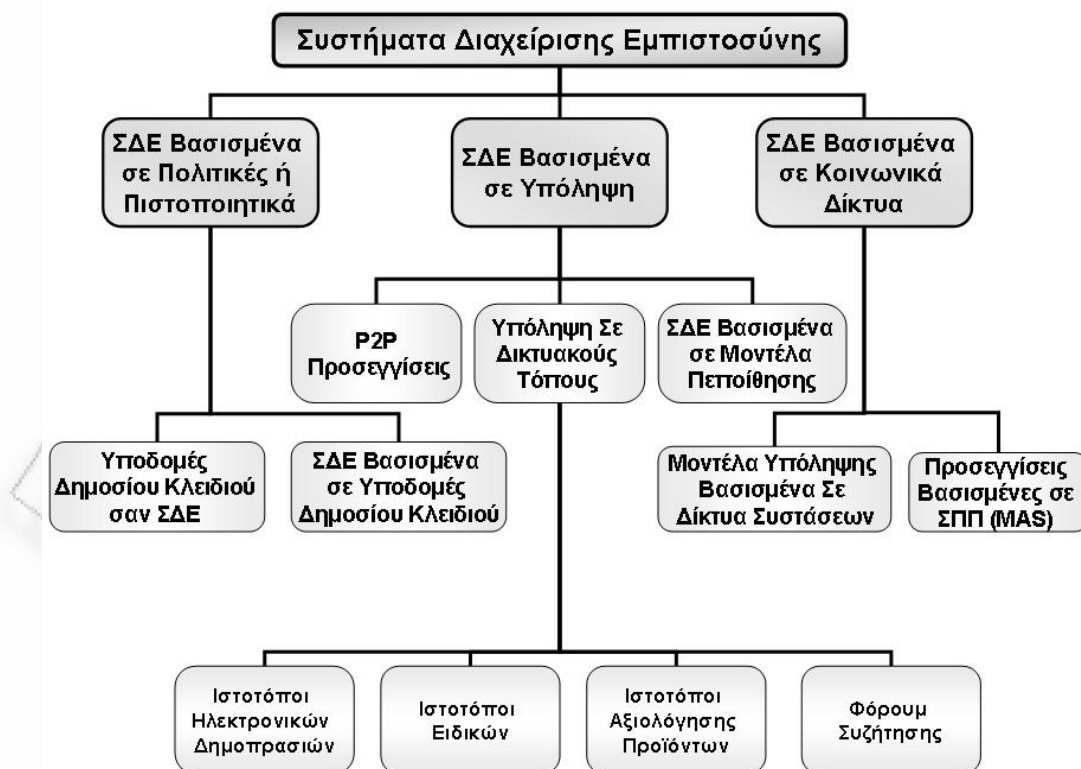 Συστήματα Διαχείρισης Εμπιστοσύνης
ΣΔΕ Βασισμένα
σε Πολιτικές ή
Πιστοποιητικά
ΣΔΕ Βασισμένα
σε Υπόληψη
ΣΔΕ Βασισμένα
σε Κοινωνικά
Δίκτυα
P2P
Προσεγγίσεις
Υπόληψη Σε
Δικτυακούς
Τόπους
ΣΔΕ Βασισμένα
σε Μοντέλα
Πεποίθησης
Υποδομές
Δημοσίου Κλειδιού
σαν ΣΔΕ
ΣΔΕ Βασισμένα
σε Υποδομές
Δημοσίου Κλειδιού
Μοντέλα Υπόληψης
Βασισμένα Σε
Δίκτυα Συστάσεων
Προσεγγίσεις
Βασισμένες σε
ΣΠΠ (MAS)
Ιστοτόποι
Ηλεκτρονικών
Δημοπρασιών
Ιστοτόποι
Ειδικών
Ιστοτόποι
Αξιολόγησης
Προϊόντων
Φόρουμ
Συζήτησης